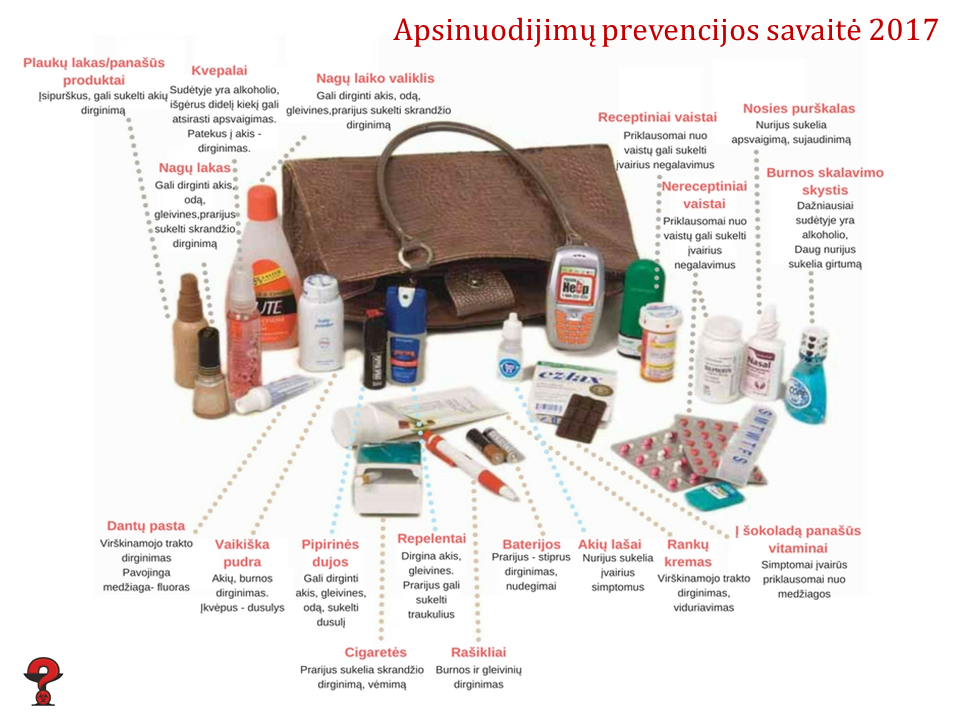 Apsinuodijimų prevencijos savaitė 2017
Plaukų lakas/panašūs
produktai
Įsipurškus, gali sukelti akių
dirginimą
Kvepalai
Sudėtyje yra alkoholio,
išgėrus didelį kiekį gali
atsirasti apsvaigimas.
Patekus į akis -
dirginimas.
Nagų laiko valiklis
Gali dirginti akis, odą,
gleivines,prarijus sukelti skrandžio
dirginimą
Nagų lakas
Gali dirginti akis,
odą,
gleivines,prarijus
sukelti skrandžio
dirginimą
Receptiniai vaistai
Priklausomai nuo
vaistų gali sukelti
įvairius negalavimus
Nosies purškalas
Nurijus sukelia
apsvaigimą, sujaudinimą
Nereceptiniai
vaistai
Priklausomai nuo
vaistų gali sukelti
įvairius
negalavimus
Burnos skalavimo
skystis
Dažniausiai
sudėtyje yra
alkoholio,
Daug nurijus
sukelia girtumą
HeLp
UTE
baby
powder
Nasal
COPE
ezlax
SMTWTFS
Dantų pasta
Virškinamojo trakto
dirginimas
Pavojinga
medžiaga- fluoras
Vaikiška
pudra
Akių, burnos
dirginimas.
Įkvėpus - dusulys
Pipirinės
dujos
Gali dirginti
akis, gleivines,
odą, sukelti
dusulį
Repelentai
Dirgina akis,
gleivines.
Prarijus gali
sukelti
traukulius
Baterijos
Prarijus - stiprus
dirginimas,
nudegimai
Akių lašai
Nurijus sukelia
įvairius
simptomus
Rankų
kremas
Virškinamojo trakto
dirginimas,
viduriavimas
Į šokoladą panašūs
vitaminai
Simptomai įvairūs
priklausomai nuo
medžiagos
Cigaretės
Prarijus sukelia skrandžio
dirginimą, vėmimą
Rašikliai
Burnos ir gleivinių
dirginimas